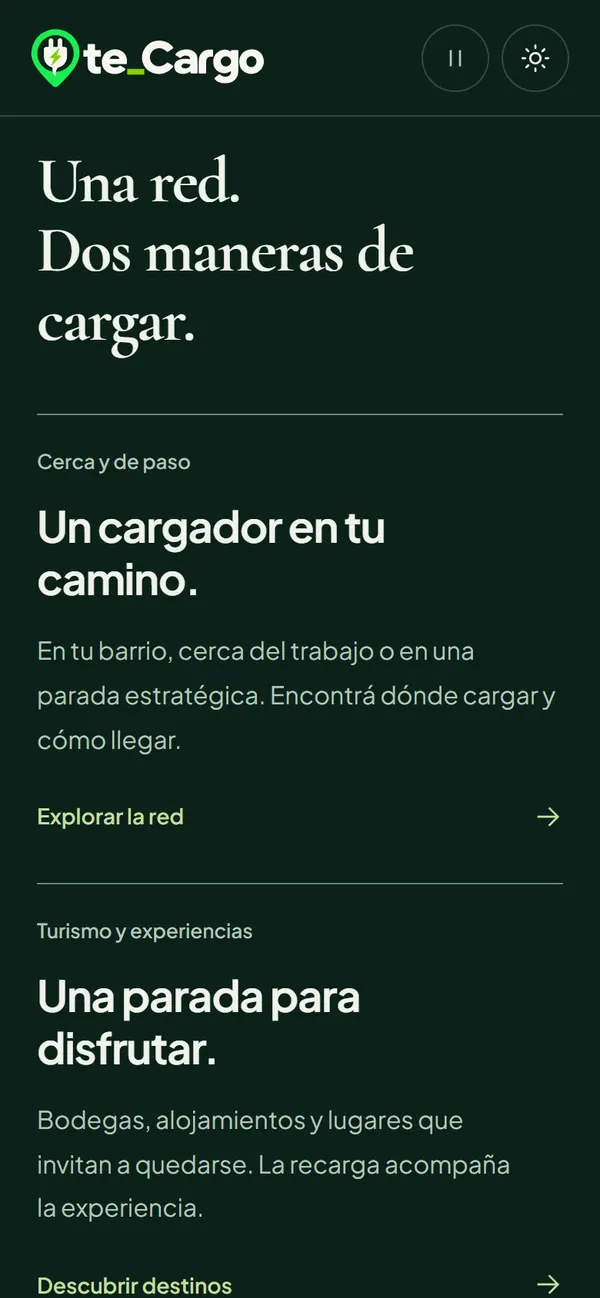 te_Cargo
Una red.
Dos maneras de
cargar.
Cerca y de paso
Un cargador en tu
camino.
En tu barrio, cerca del trabajo o en una
parada estratégica. Encontrá dónde cargar y
cómo llegar.
Explorar la red
Turismo y experiencias
Una parada para
disfrutar.
Bodegas, alojamientos y lugares que
invitan a quedarse. La recarga acompaña
la experiencia.
Descubrir destinos